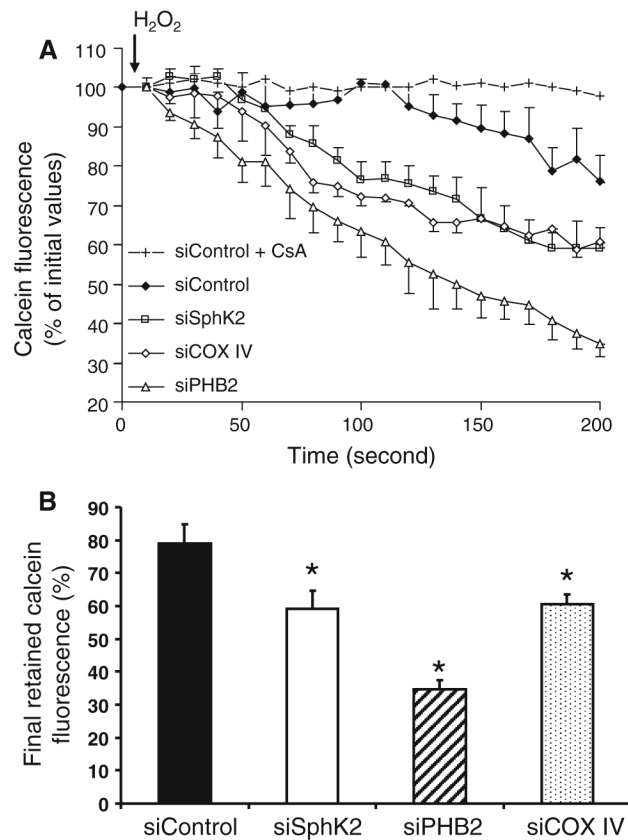 H₂O₂
A
110
100
90
80
70
60
50
40
30
20
Calcein fluorescence
(% of initial values)
siControl + CsA
siControl
siSphK2
siCOX IV
siPHB2
0 50 100 150 200
Time (second)
B
90
80
70
60
50
40
30
20
10
0
Final retained calcein
fluorescence (%)
*
*
*
siControl siSphK2 siPHB2 siCOX IV